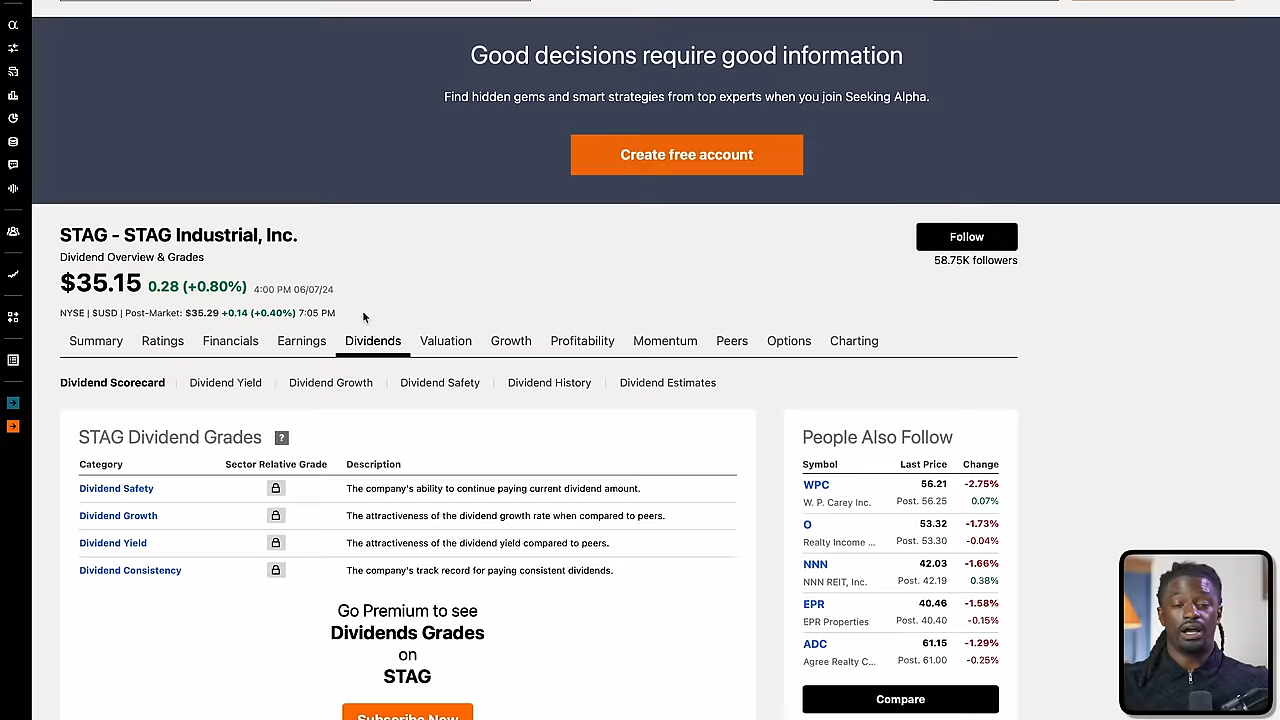 Good decisions require good information
Find hidden gems and smart strategies from top experts when you join Seeking Alpha.
Create free account
STAG - STAG Industrial, Inc.
Follow
Dividend Overview & Grades
58.75K followers
$35.15 0.28 (+0.80%) 4:00 PM 06/07/24
NYSE | $USD | Post-Market: $35.29 +0.14 (+0.40%) 7:05 PM
Summary Ratings Financials Earnings Dividends Valuation Growth Profitability Momentum Peers Options Charting
Dividend Scorecard Dividend Yield Dividend Growth Dividend Safety Dividend History Dividend Estimates
STAG Dividend Grades ?
Category Sector Relative Grade Description
Dividend Safety The company's ability to continue paying current dividend amount.
Dividend Growth The attractiveness of the dividend growth rate when compared to peers.
Dividend Yield The attractiveness of the dividend yield compared to peers.
Dividend Consistency The company's track record for paying consistent dividends.
Go Premium to see
Dividends Grades
on
STAG
Subscribe Now
People Also Follow
Symbol Last Price Change
WPC 56.21 -2.75%
W. P. Carey Inc. Post. 56.25 0.07%
O 53.32 -1.73%
Realty Income ... Post. 53.30 -0.04%
NNN 42.03 -1.66%
NNN REIT, Inc. Post. 42.19 0.38%
EPR 40.46 -1.58%
EPR Properties Post. 40.40 -0.15%
ADC 61.15 -1.29%
Agree Realty C... Post. 61.00 -0.25%
Compare